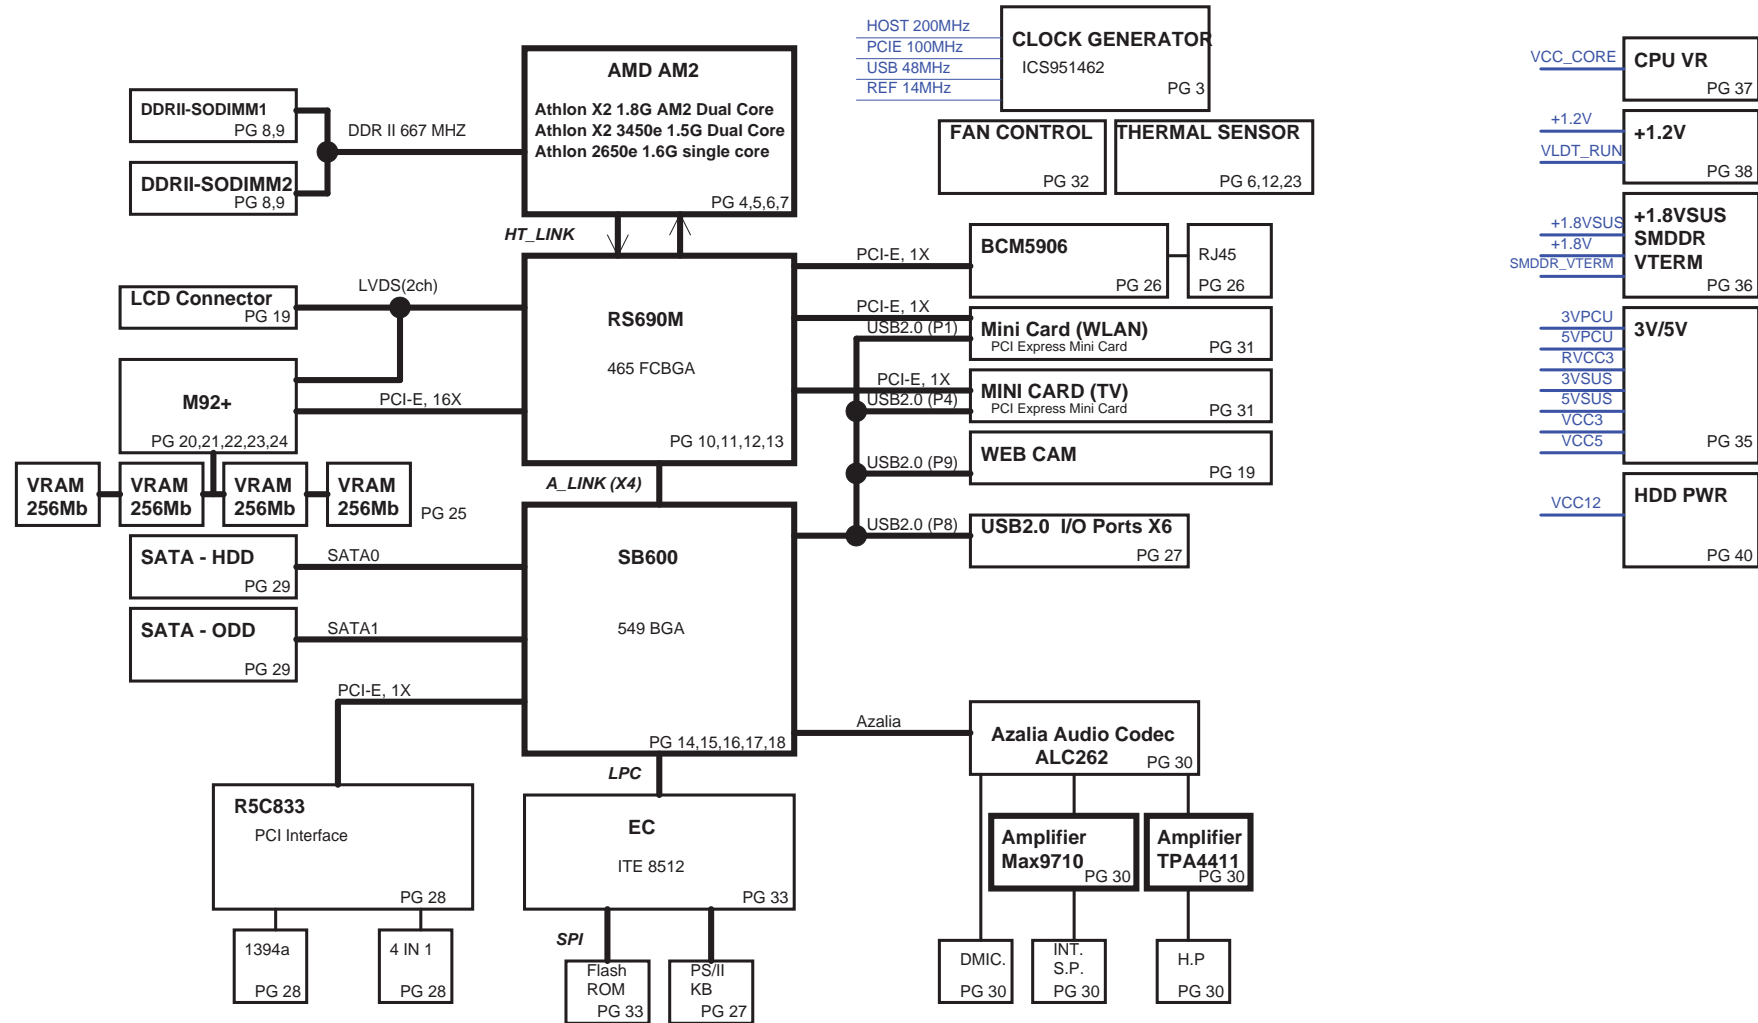 HOST 200MHz
PCIE 100MHz
USB 48MHz
REF 14MHz
CLOCK GENERATOR
ICS951462
PG 3
AMD AM2
Athlon X2 1.8G AM2 Dual Core
Athlon X2 3450e 1.5G Dual Core
Athlon 2650e 1.6G single core
PG 4,5,6,7
DDRII-SODIMM1
PG 8,9
DDR II 667 MHZ
DDRII-SODIMM2
PG 8,9
FAN CONTROL
PG 32
THERMAL SENSOR
PG 6,12,23
VCC_CORE
CPU VR
PG 37
+1.2V
VLDT_RUN
+1.2V
PG 38
+1.8VSUS
+1.8V
SMDDR_VTERM
+1.8VSUS
SMDDR
VTERM
PG 36
3VPCU
5VPCU
RVCC3
3VSUS
5VSUS
VCC3
VCC5
3V/5V
PG 35
VCC12
HDD PWR
PG 40
HT_LINK
RS690M
465 FCBGA
PG 10,11,12,13
LCD Connector
PG 19
LVDS(2ch)
M92+
PG 20,21,22,23,24
PCI-E, 16X
VRAM
256Mb
VRAM
256Mb
VRAM
256Mb
VRAM
256Mb
PG 25
PCI-E, 1X
BCM5906
PG 26
RJ45
PG 26
PCI-E, 1X
USB2.0 (P1)
Mini Card (WLAN)
PCI Express Mini Card
PG 31
PCI-E, 1X
USB2.0 (P4)
MINI CARD (TV)
PCI Express Mini Card
PG 31
USB2.0 (P9)
WEB CAM
PG 19
USB2.0 (P8)
USB2.0 I/O Ports X6
PG 27
A_LINK (X4)
SB600
549 BGA
PG 14,15,16,17,18
SATA - HDD
PG 29
SATA0
SATA - ODD
PG 29
SATA1
PCI-E, 1X
R5C833
PCI Interface
PG 28
1394a
PG 28
4 IN 1
PG 28
LPC
EC
ITE 8512
PG 33
SPI
Flash
ROM
PG 33
PS/II
KB
PG 27
Azalia
Azalia Audio Codec
ALC262
PG 30
Amplifier
Max9710
PG 30
Amplifier
TPA4411
PG 30
DMIC.
PG 30
INT.
S.P.
PG 30
H.P
PG 30